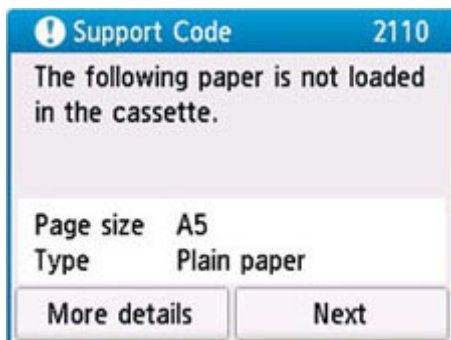 Support Code 2110
The following paper is not loaded
in the cassette.
Page size A5
Type Plain paper
More details Next